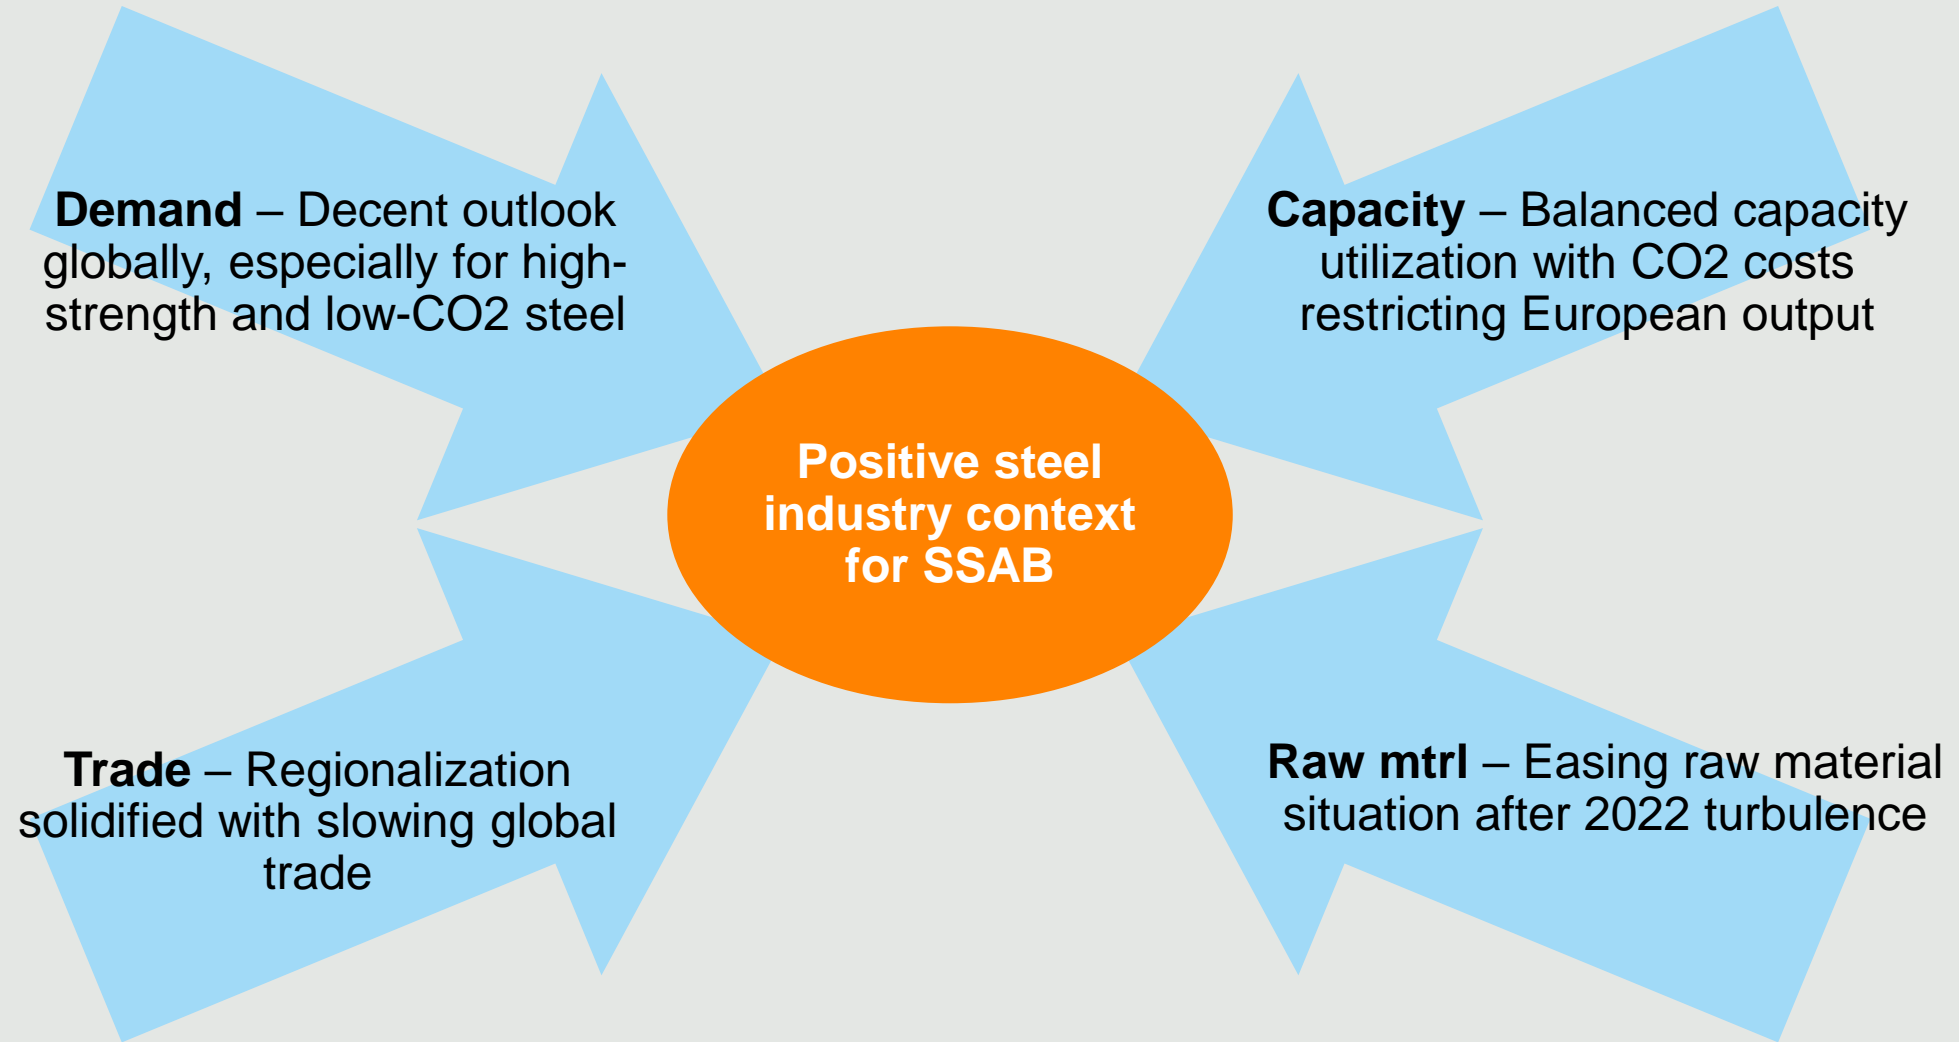 Demand – Decent outlook
globally, especially for high-
strength and low-CO2 steel
Capacity – Balanced capacity
utilization with CO2 costs
restricting European output
Positive steel
industry context
for SSAB
Trade – Regionalization
solidified with slowing global
trade
Raw mtrl – Easing raw material
situation after 2022 turbulence